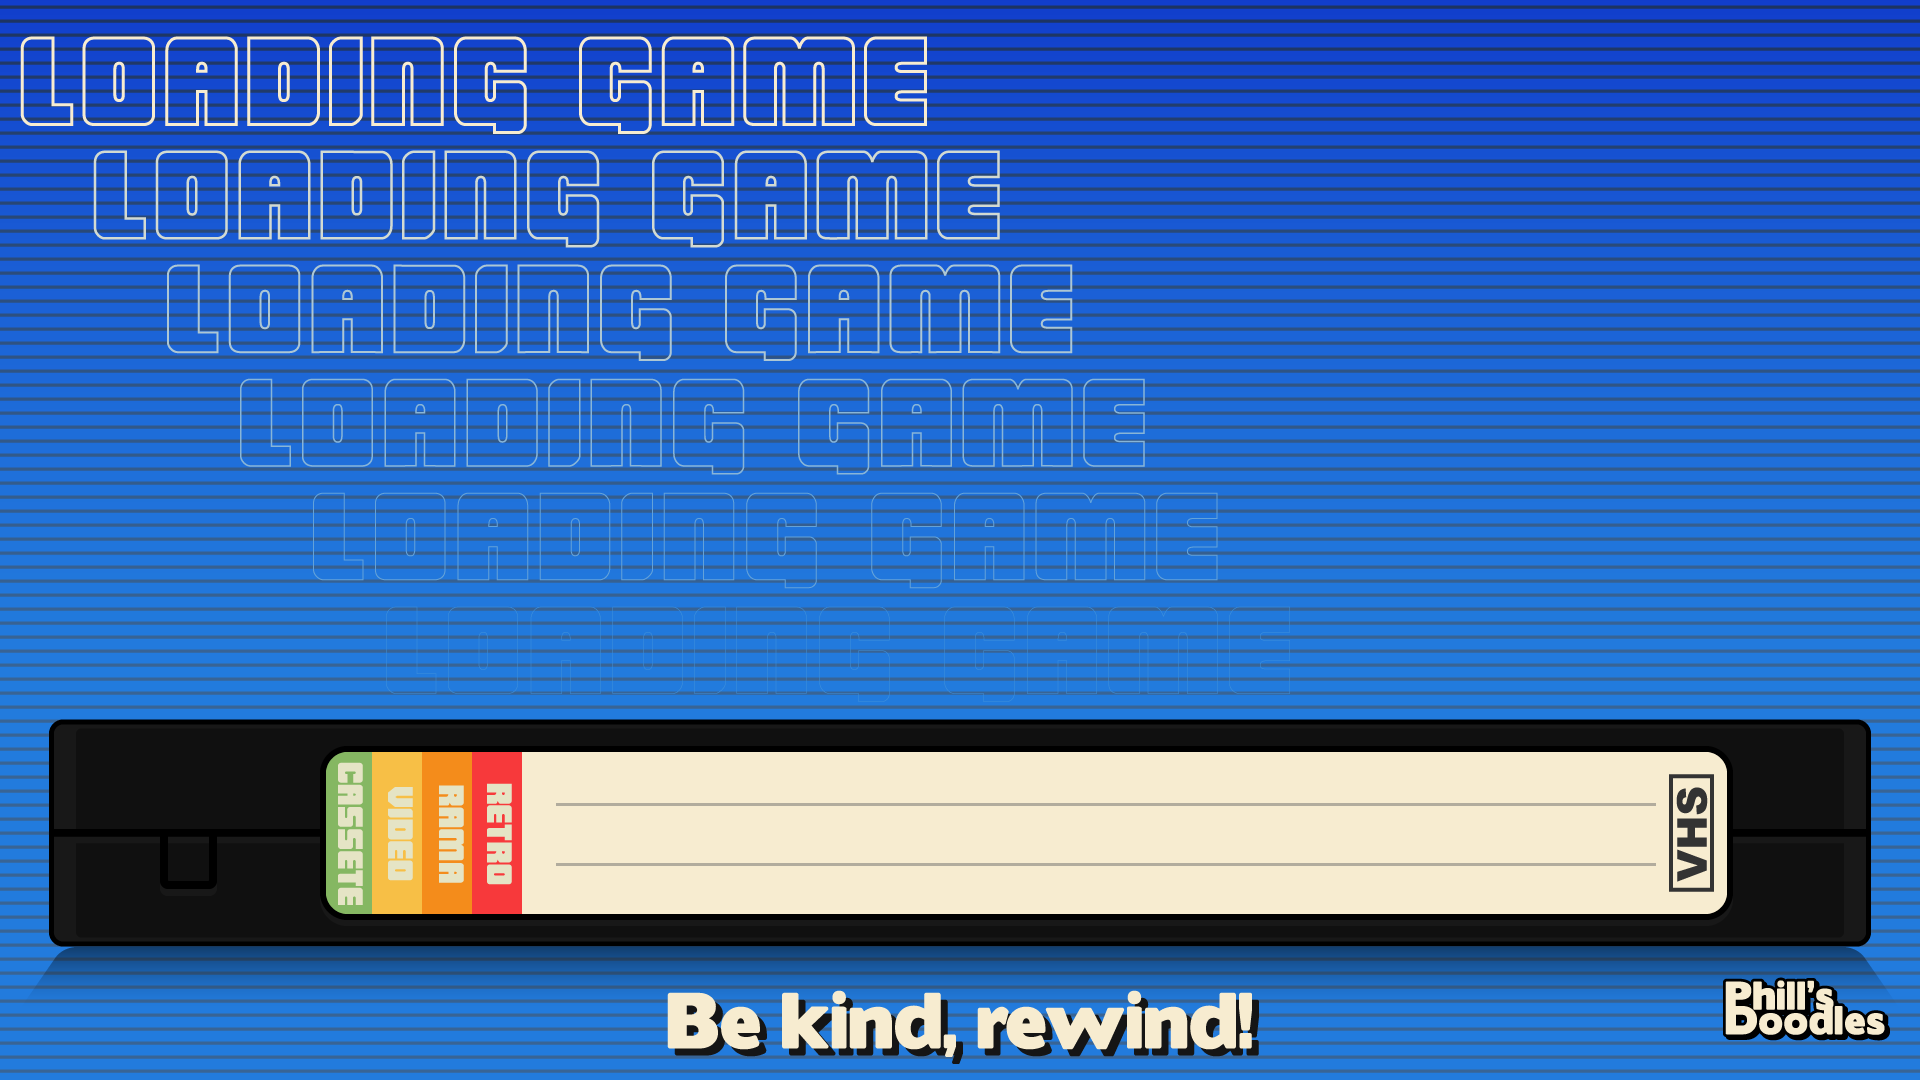 LOADING GAME
LOADING GAME
LOADING GAME
LOADING GAME
LOADING GAME
LOADING GAME
CASSETE
VIDEO
RAMA
RETRO
VHS
Be kind, rewind!
Phill's
Doodles